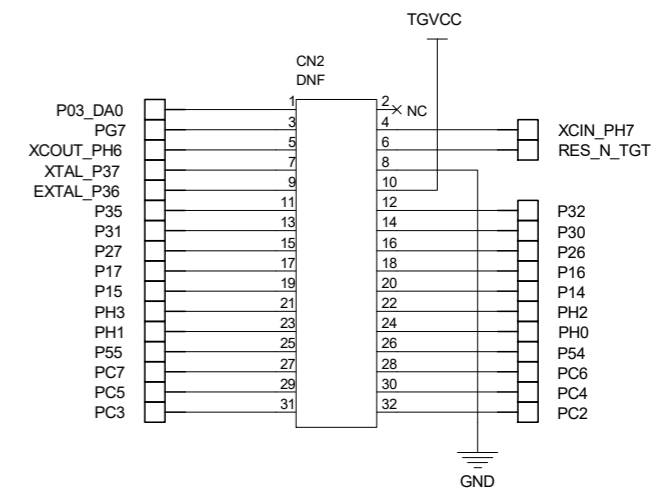 TGVCC
CN2
DNF
P03_DA0 1 2 NC
PG7 3 4 XCIN_PH7
XCOUT_PH6 5 6 RES_N_TGT
XTAL_P37 7 8
EXTAL_P36 9 10
P35 11 12 P32
P31 13 14 P30
P27 15 16 P26
P17 17 18 P16
P15 19 20 P14
PH3 21 22 PH2
PH1 23 24 PH0
P55 25 26 P54
PC7 27 28 PC6
PC5 29 30 PC4
PC3 31 32 PC2
GND